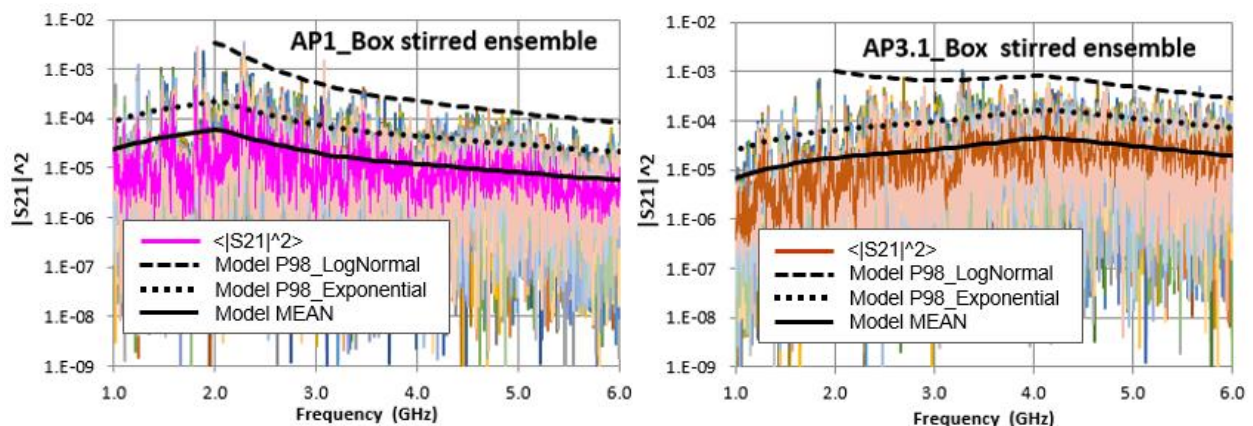 AP1_Box stirred ensemble
|S21|^2
1.E-02
1.E-03
1.E-04
1.E-05
1.E-06
1.E-07
1.E-08
1.E-09
<|S21|^2>
Model P98_LogNormal
Model P98_Exponential
Model MEAN
1.0 2.0 3.0 4.0 5.0 6.0
Frequency (GHz)
AP3.1_Box stirred ensemble
|S21|^2
1.E-02
1.E-03
1.E-04
1.E-05
1.E-06
1.E-07
1.E-08
1.E-09
<|S21|^2>
Model P98_LogNormal
Model P98_Exponential
Model MEAN
1.0 2.0 3.0 4.0 5.0 6.0
Frequency (GHz)